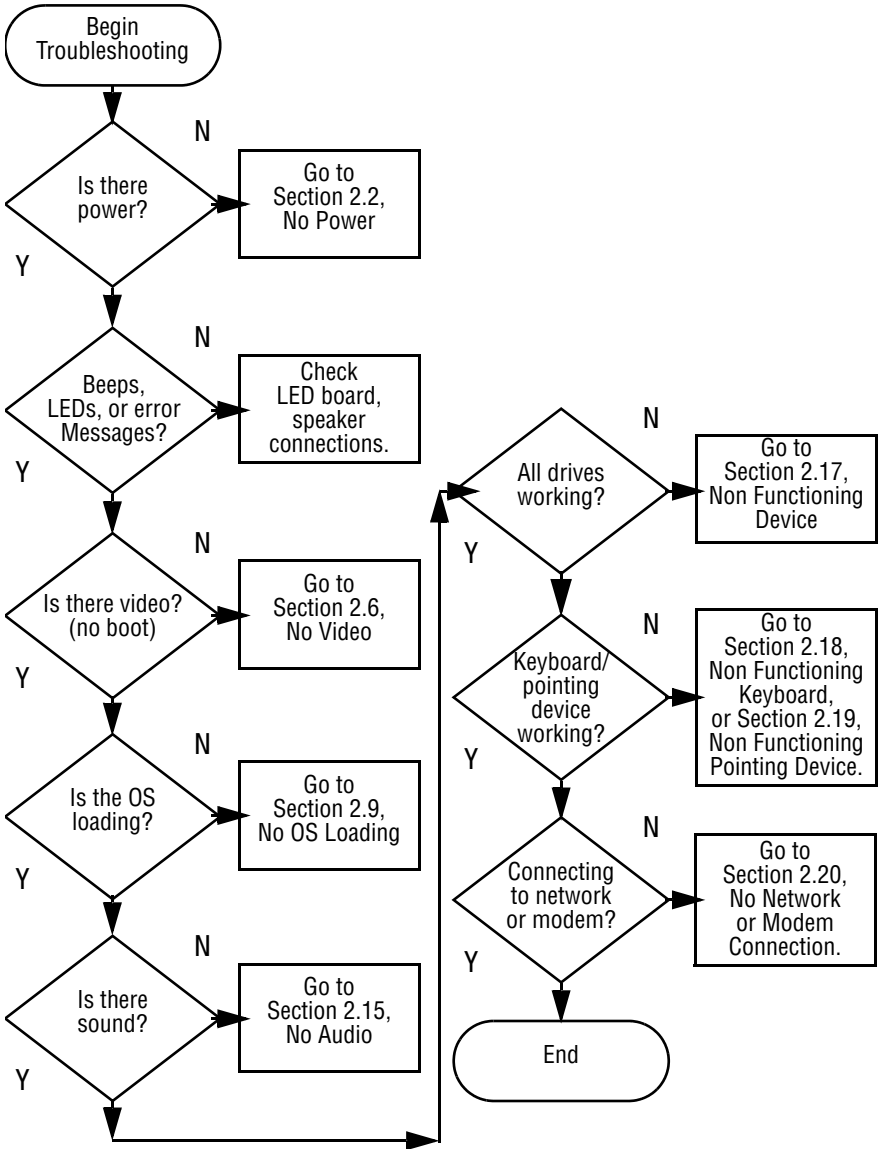 Begin
Troubleshooting
N
Is there
power?
Go to
Section 2.2,
No Power
Y
N
Beeps,
LEDs, or error
Messages?
Check
LED board,
speaker
connections.
Y
N
Is there video?
(no boot)
Go to
Section 2.6,
No Video
Y
N
Is the OS
loading?
Go to
Section 2.9,
No OS Loading
Y
N
Is there
sound?
Go to
Section 2.15,
No Audio
Y
N
All drives
working?
Go to
Section 2.17,
Non Functioning
Device
Y
N
Keyboard/
pointing
device
working?
Go to
Section 2.18,
Non Functioning
Keyboard,
or Section 2.19,
Non Functioning
Pointing Device.
Y
N
Connecting
to network
or modem?
Go to
Section 2.20,
No Network
or Modem
Connection.
Y
End